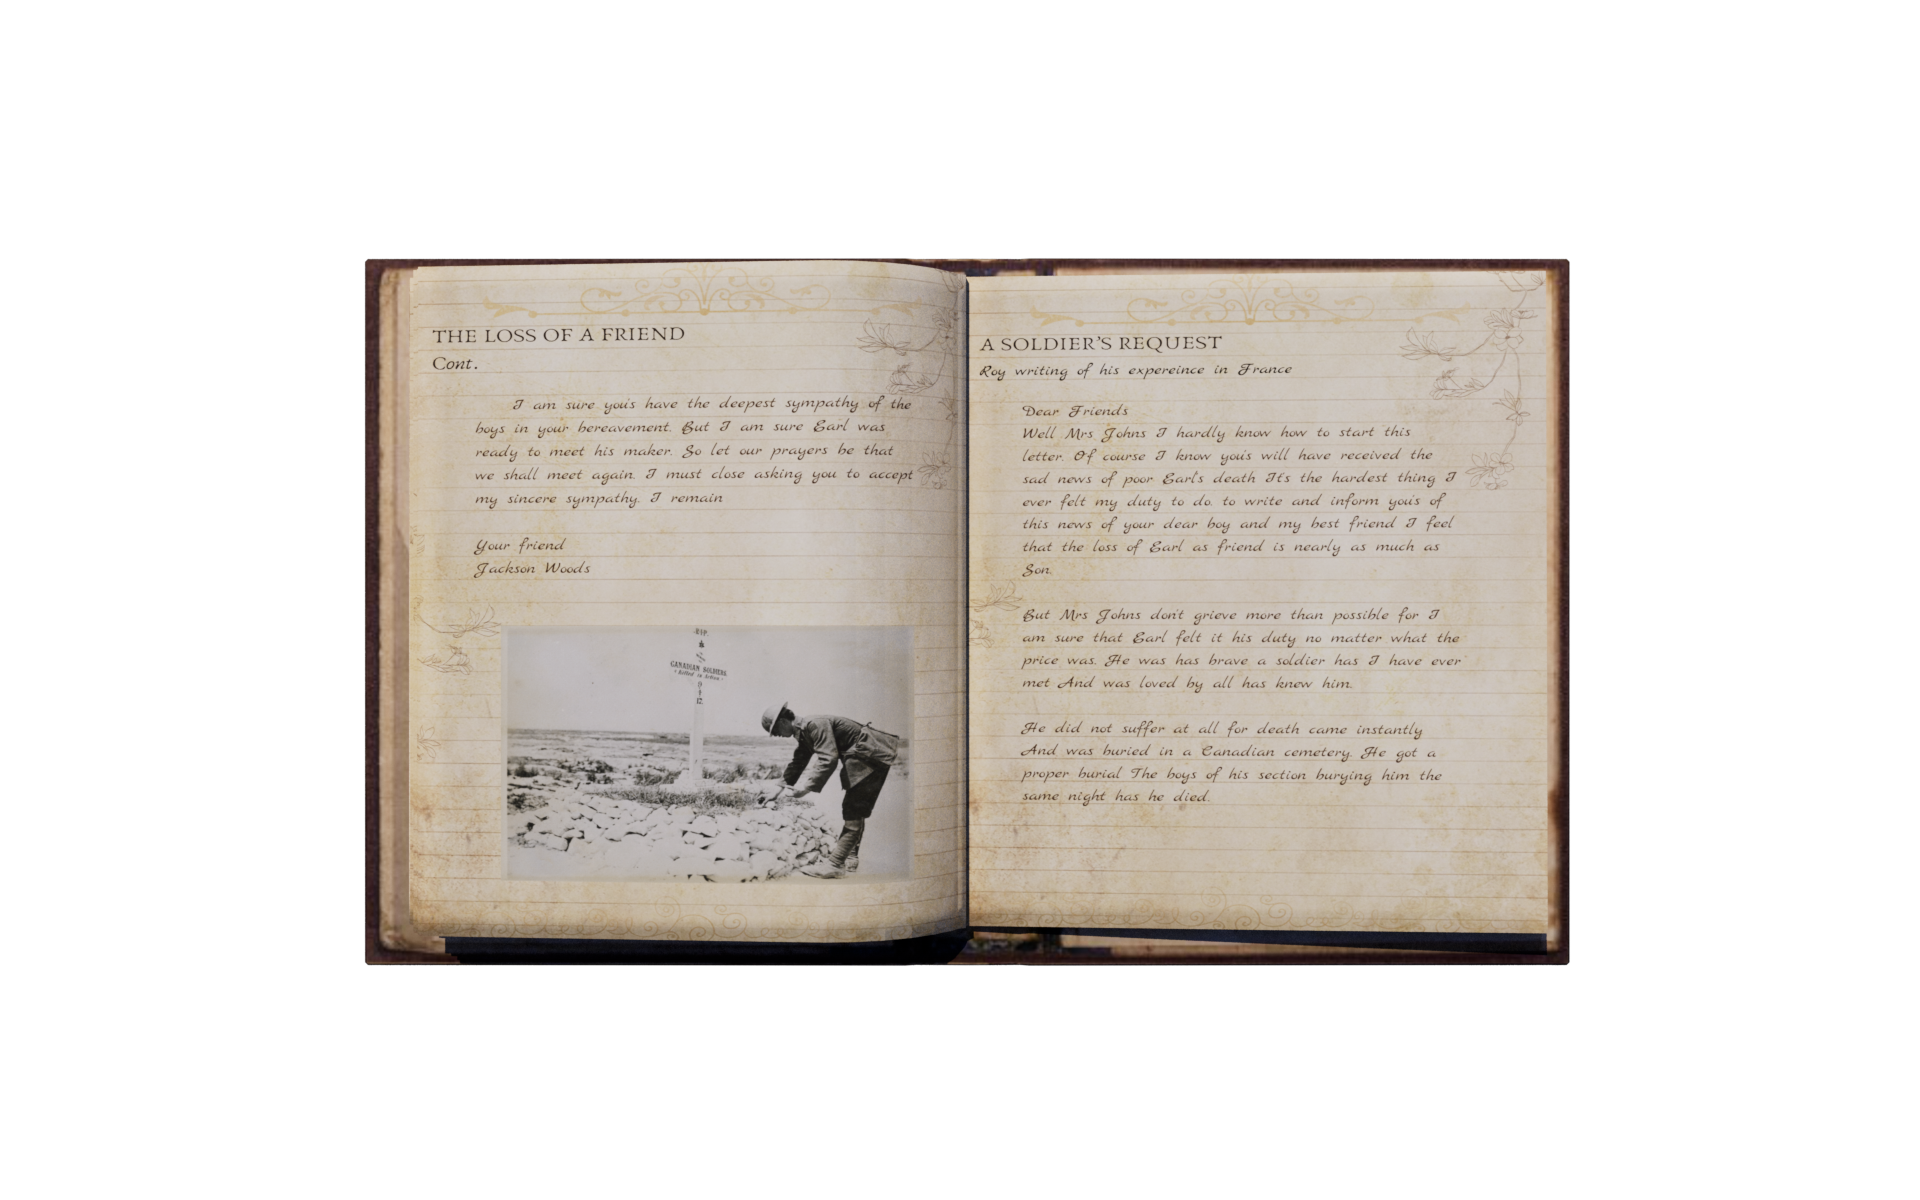 THE LOSS OF A FRIEND
Cont.
I am sure you's have the deepest sympathy of the
boys in your bereavement. But I am sure Earl was
ready to meet his maker. So let our prayers be that
we shall meet again. I must close asking you to accept
my sincere sympathy. I remain
Your friend
Jackson Woods
R.I.P.
CANADIAN SOLDIERS
Killed in Action
9
4
17.
A SOLDIER'S REQUEST
Roy writing of his expereince in France
Dear Friends
Well Mrs Johns I hardly know how to start this
letter. Of course I know you's will have received the
sad news of poor Earl's death It's the hardest thing I
ever felt my duty to do. to write and inform you's of
this news of your dear boy and my best friend I feel
that the loss of Earl as friend is nearly as much as
Son.
But Mrs Johns don't grieve more than possible for I
am sure that Earl felt it his duty no matter what the
price was. He was has brave a soldier has I have ever
met And was loved by all has knew him.
He did not suffer at all for death came instantly
And was buried in a Canadian cemetery. He got a
proper burial The boys of his section burying him the
same night has he died.